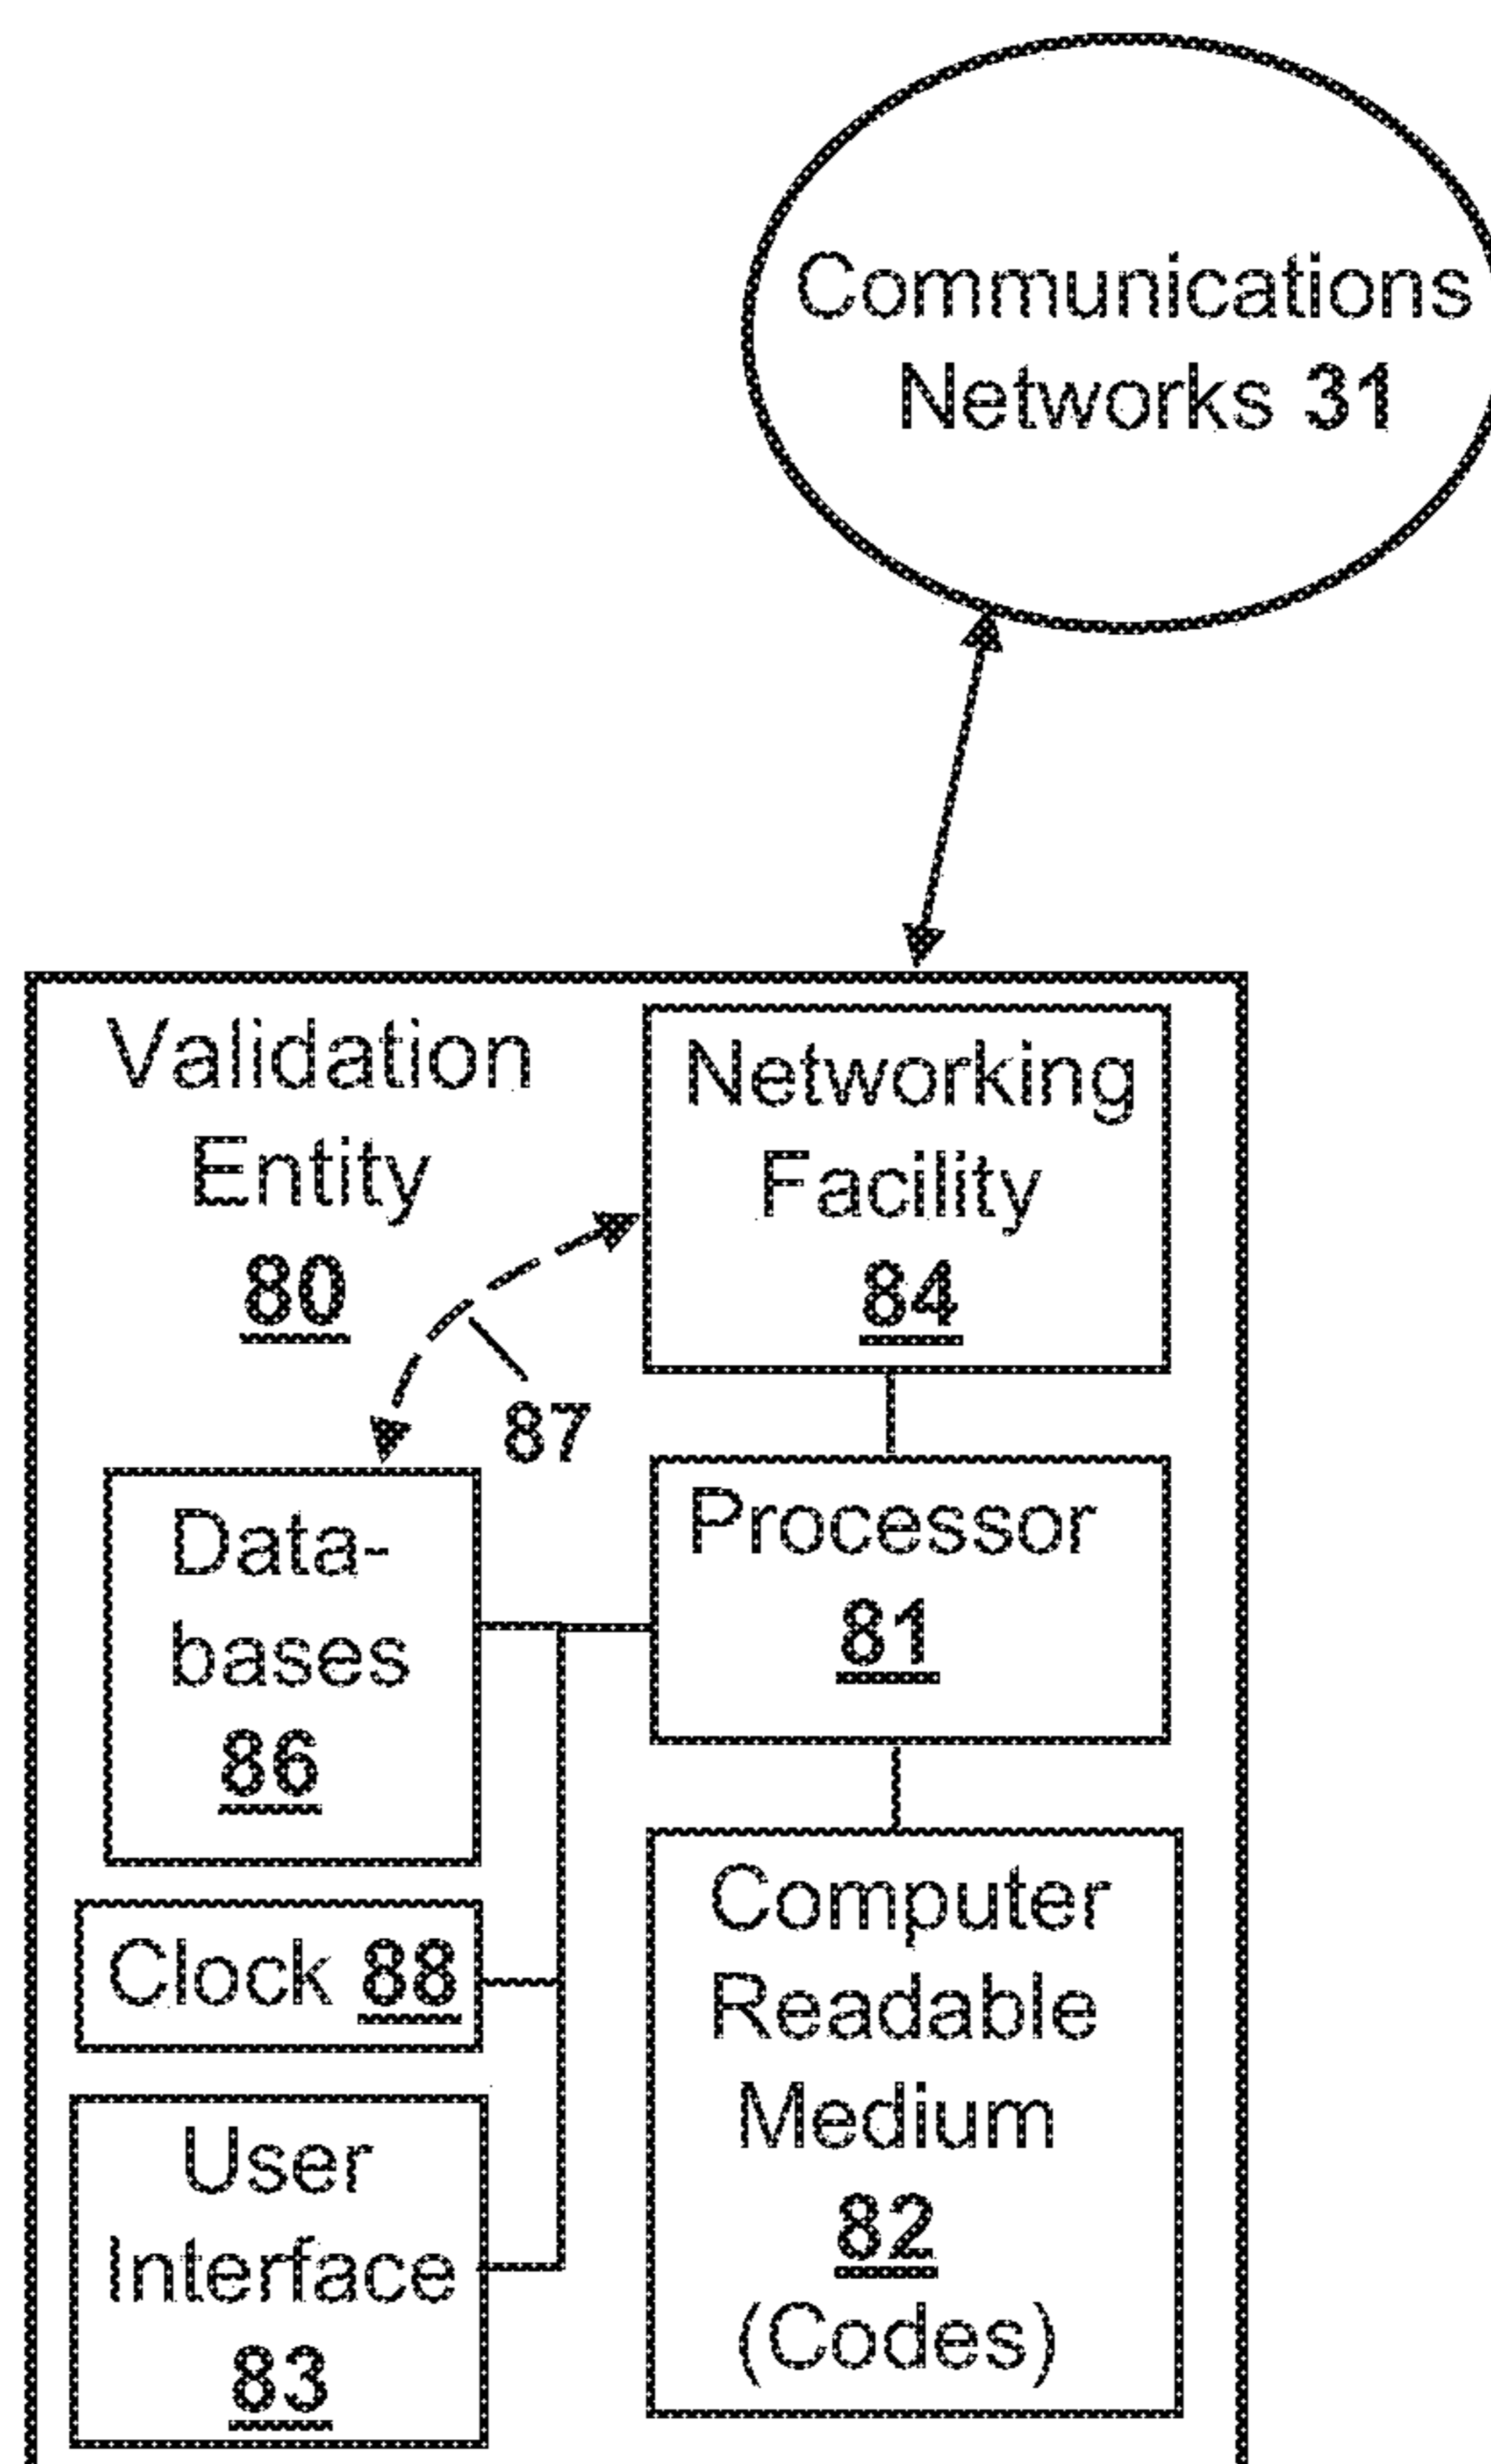 Communications
Networks 31
Validation
Entity
80
Networking
Facility
84
87
Data-
bases
86
Processor
81
Clock 88
Computer
Readable
Medium
82
(Codes)
User
Interface
83